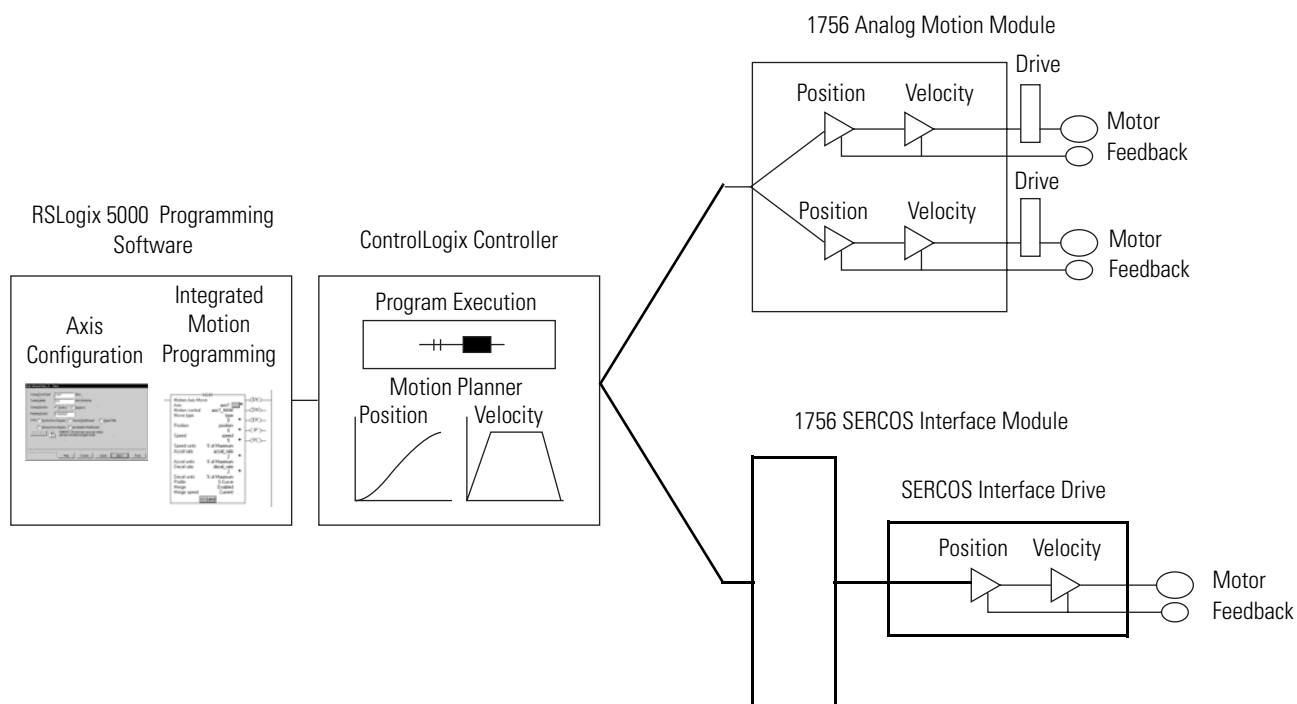 1756 Analog Motion Module
Drive
Position Velocity
Motor
Feedback
Drive
Position Velocity
Motor
Feedback
RSLogix 5000 Programming
Software
Axis
Configuration
Integrated
Motion
Programming
ControlLogix Controller
Program Execution
Motion Planner
Position Velocity
1756 SERCOS Interface Module
SERCOS Interface Drive
Position Velocity
Motor
Feedback